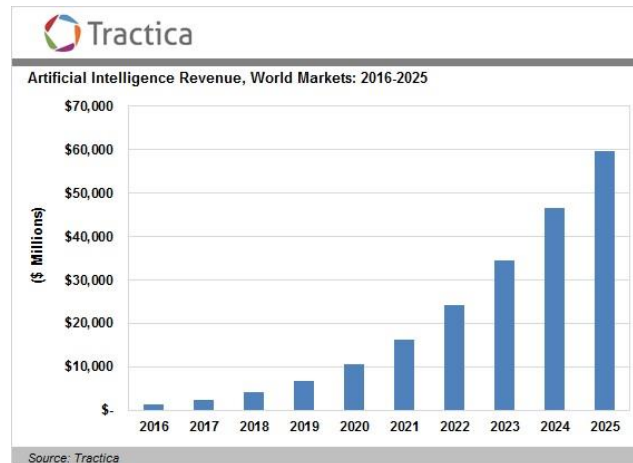 Tractica
Artificial Intelligence Revenue, World Markets: 2016-2025
$70,000
$60,000
$50,000
$40,000
$30,000
$20,000
$10,000
$-
($ Millions)
2016 2017 2018 2019 2020 2021 2022 2023 2024 2025
Source: Tractica